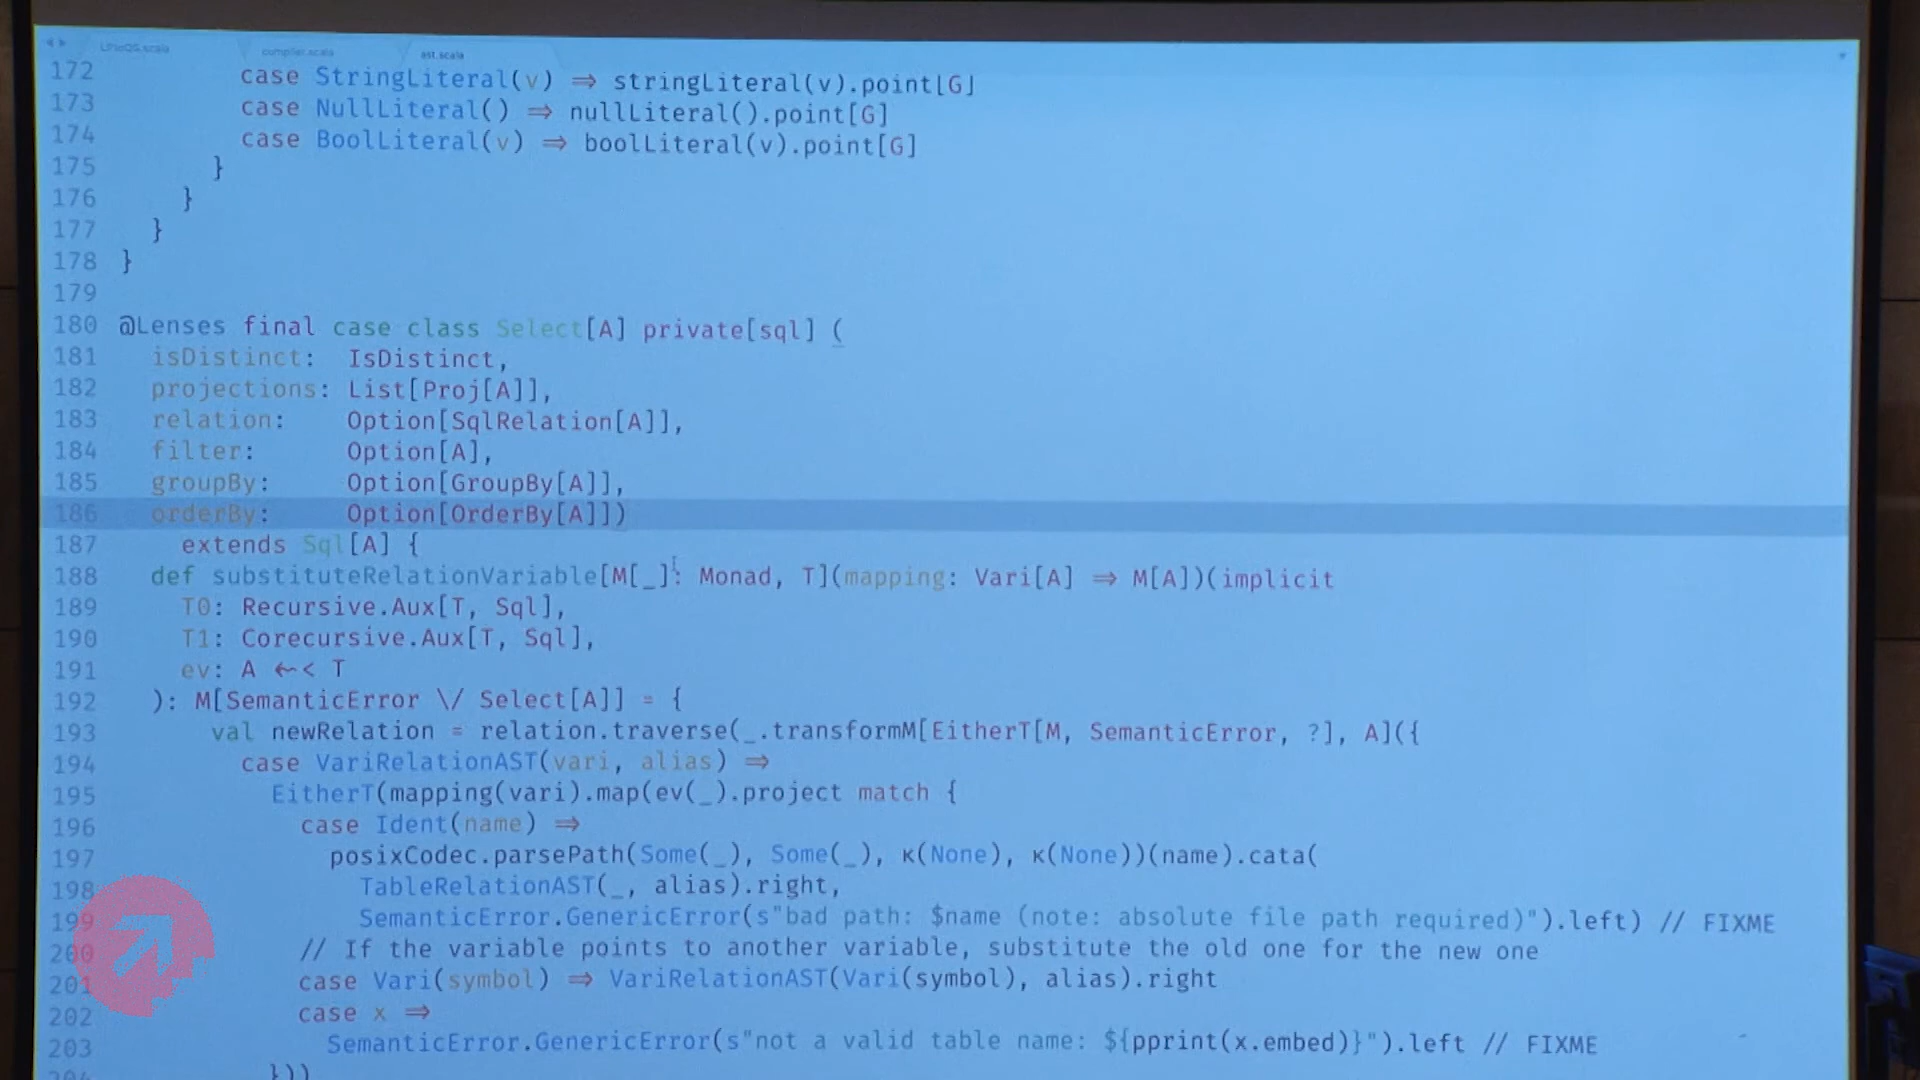 LPtoQS.scala compiler.scala ast.scala
172 case StringLiteral(v) ⇒ stringLiteral(v).point[G]
173 case NullLiteral() ⇒ nullLiteral().point[G]
174 case BoolLiteral(v) ⇒ boolLiteral(v).point[G]
175 }
176 }
177 }
178 }
179
180 @Lenses final case class Select[A] private[sql] (
181 isDistinct: IsDistinct,
182 projections: List[Proj[A]],
183 relation: Option[SqlRelation[A]],
184 filter: Option[A],
185 groupBy: Option[GroupBy[A]],
186 orderBy: Option[OrderBy[A]])
187 extends Sql[A] {
188 def substituteRelationVariable[M[_]: Monad, T](mapping: Vari[A] ⇒ M[A])(implicit
189 T0: Recursive.Aux[T, Sql],
190 T1: Corecursive.Aux[T, Sql],
191 ev: A <~< T
192 ): M[SemanticError \/ Select[A]] = {
193 val newRelation = relation.traverse(_.transformM[EitherT[M, SemanticError, ?], A]({
194 case VariRelationAST(vari, alias) ⇒
195 EitherT(mapping(vari).map(ev(_).project match {
196 case Ident(name) ⇒
197 posixCodec.parsePath(Some(_), Some(_), κ(None), κ(None))(name).cata(
198 TableRelationAST(_, alias).right,
199 SemanticError.GenericError(s"bad path: $name (note: absolute file path required)").left) // FIXME
200 // If the variable points to another variable, substitute the old one for the new one
201 case Vari(symbol) ⇒ VariRelationAST(Vari(symbol), alias).right
202 case x ⇒
203 SemanticError.GenericError(s"not a valid table name: ${pprint(x.embed)}").left // FIXME
204 }))